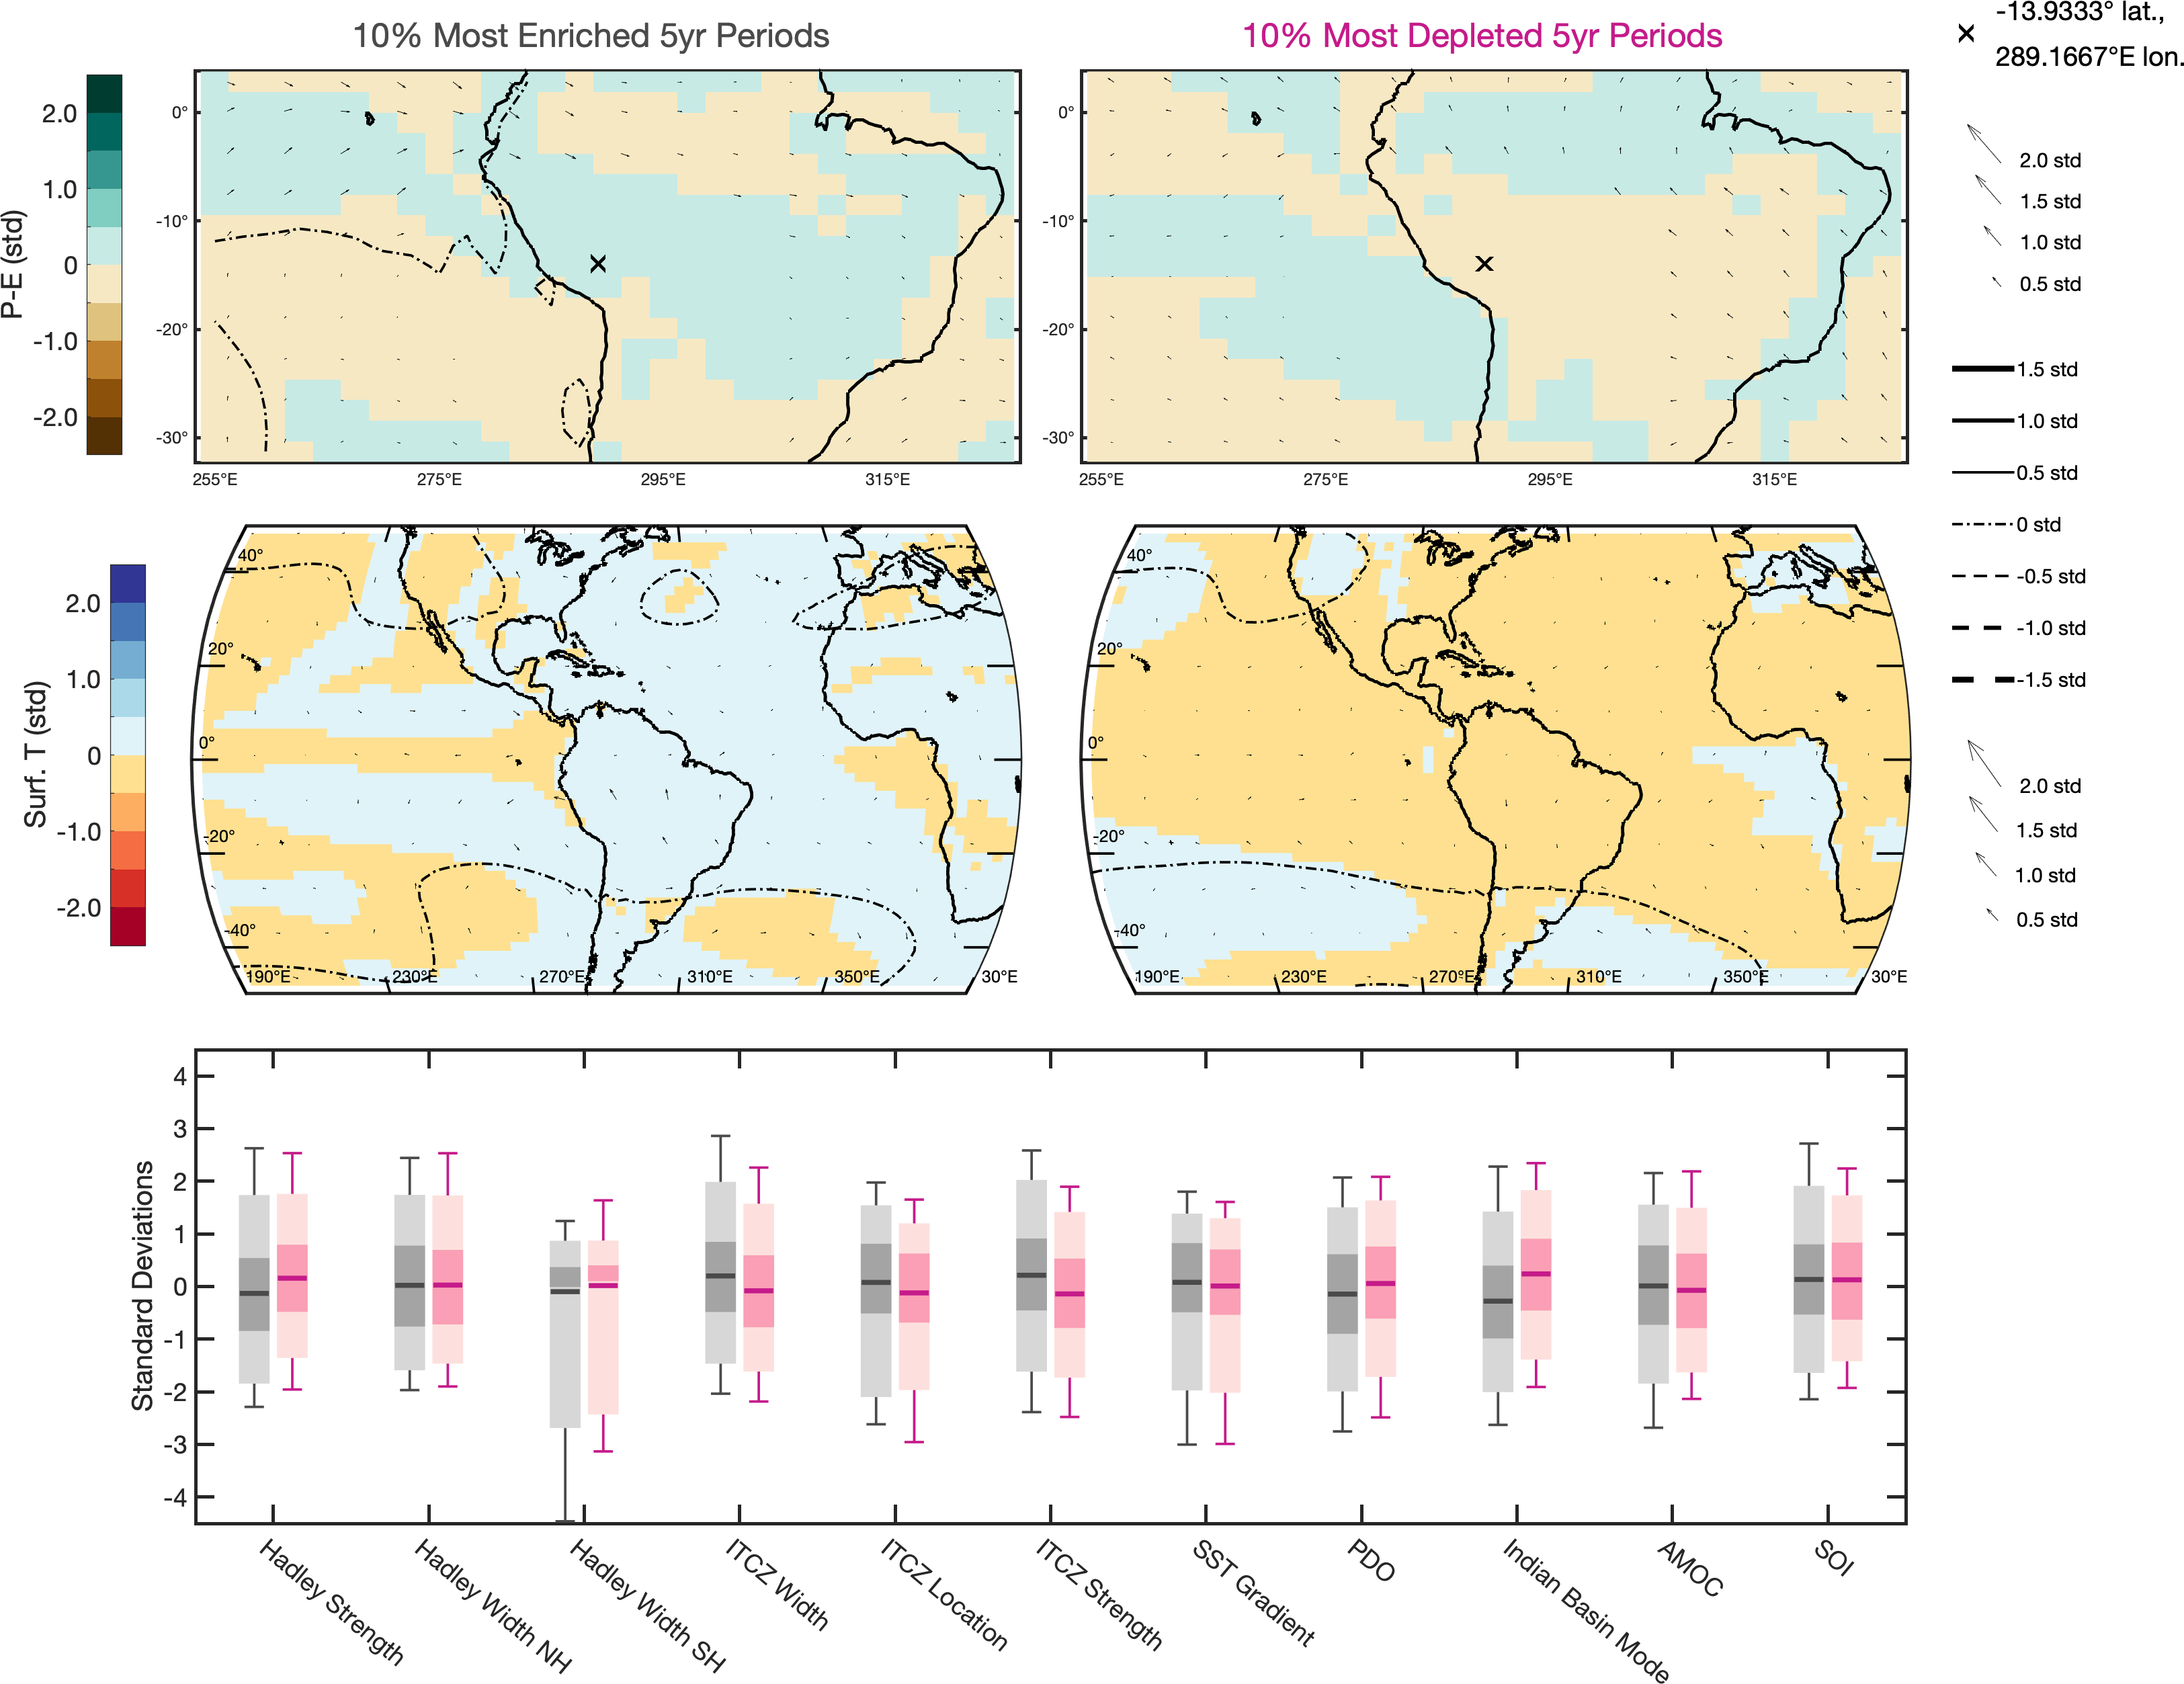 10% Most Enriched 5yr Periods
10% Most Depleted 5yr Periods
-13.9333° lat.,
289.1667°E lon.
P-E (std)
2.0
1.0
0
-1.0
-2.0
0°
-10°
-20°
-30°
255°E
275°E
295°E
315°E
0°
-10°
-20°
-30°
255°E
275°E
295°E
315°E
2.0 std
1.5 std
1.0 std
0.5 std
1.5 std
1.0 std
0.5 std
0 std
-0.5 std
-1.0 std
-1.5 std
Surf. T (std)
2.0
1.0
0
-1.0
-2.0
40°
20°
0°
-20°
-40°
190°E
230°E
270°E
310°E
350°E
30°E
40°
20°
0°
-20°
-40°
190°E
230°E
270°E
310°E
350°E
30°E
2.0 std
1.5 std
1.0 std
0.5 std
Standard Deviations
4
3
2
1
0
-1
-2
-3
-4
Hadley Strength
Hadley Width NH
Hadley Width SH
ITCZ Width
ITCZ Location
ITCZ Strength
SST Gradient
PDO
Indian Basin Mode
AMOC
SOI